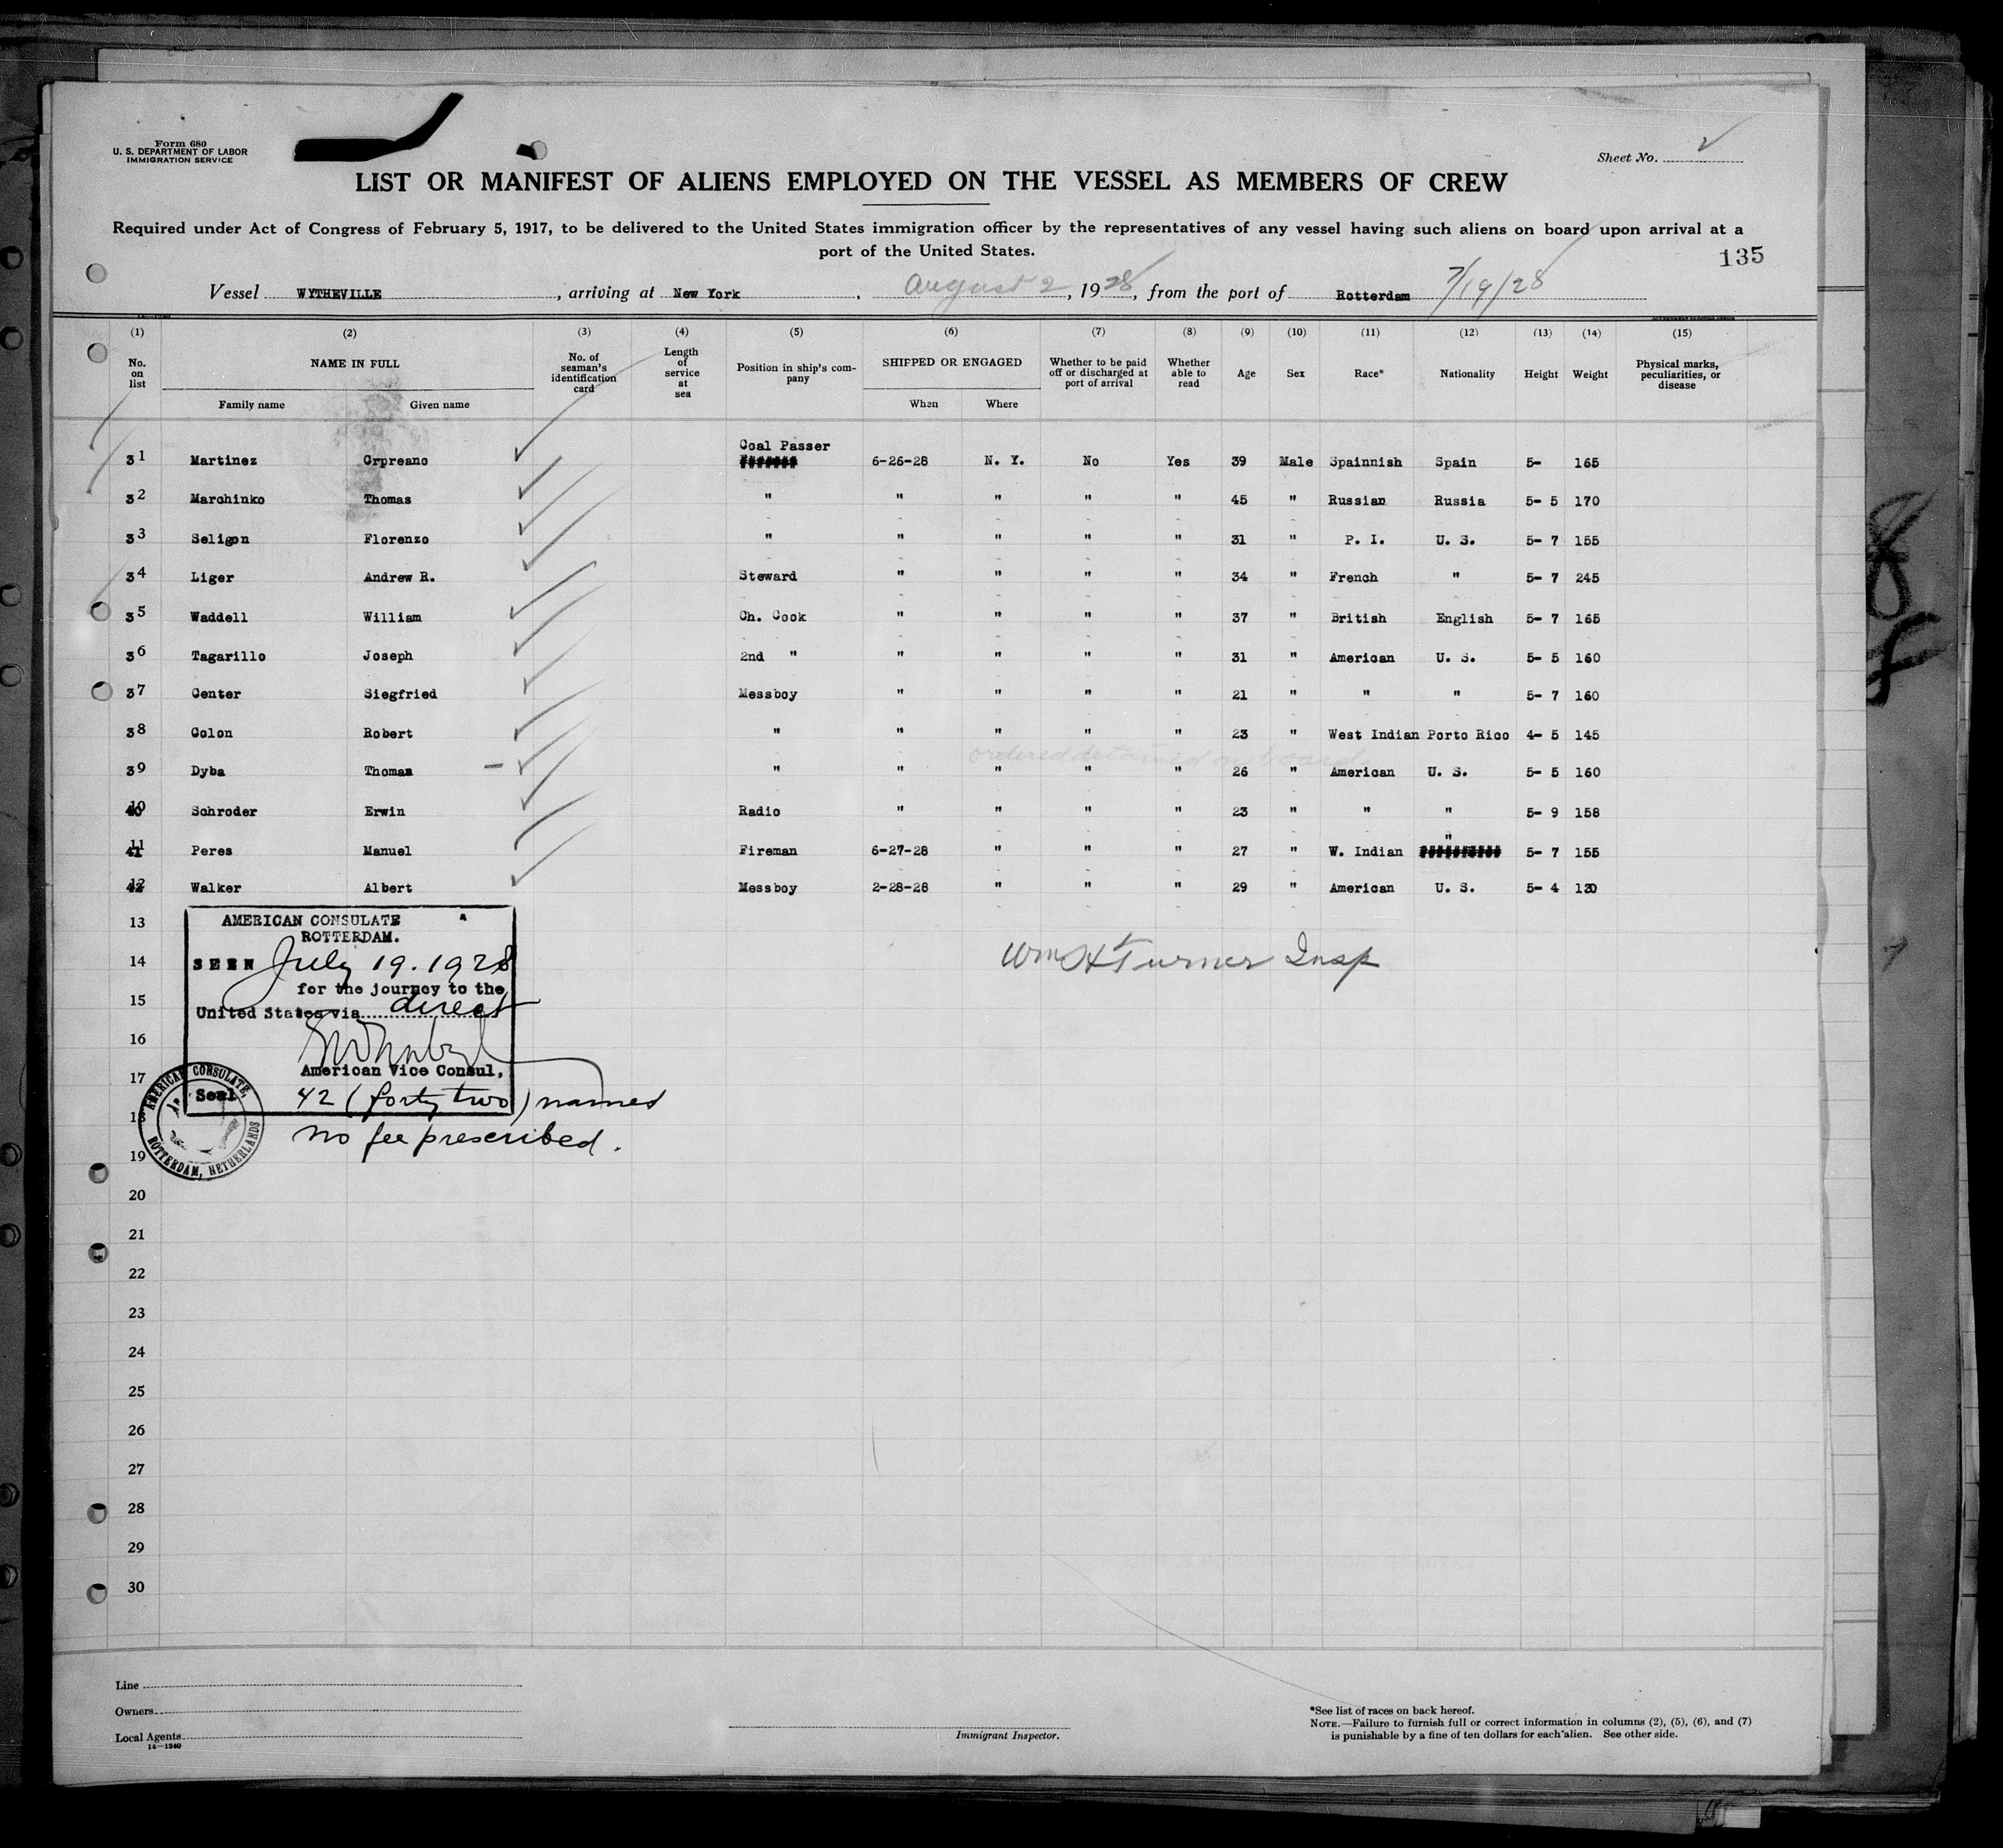 Form 680
U. S. DEPARTMENT OF LABOR
IMMIGRATION SERVICE
Sheet No.
LIST OR MANIFEST OF ALIENS EMPLOYED ON THE VESSEL AS MEMBERS OF CREW
Required under Act of Congress of February 5, 1917, to be delivered to the United States immigration officer by the representatives of any vessel having such aliens on board upon arrival at a
port of the United States.
135
Vessel WYTHEVILLE, arriving at New York, August 2, 1928, from the port of Rotterdam 7/19/28
(1) (2) (3) (4) (5) (6) (7) (8) (9) (10) (11) (12) (13) (14) (15)
No. on list NAME IN FULL No. of seaman's identification card Length of service at sea Position in ship's company SHIPPED OR ENGAGED Whether to be paid off or discharged at port of arrival Whether able to read Age Sex Race* Nationality Height Weight Physical marks, peculiarities, or disease
Family name Given name When Where
Coal Passer
31 Martinez Crpreano 6-26-28 N. Y. No Yes 39 Male Spainnish Spain 5- 165
32 Marchinko Thomas " " " " " 45 " Russian Russia 5- 5 170
33 Seligon Florenzo " " " " " 31 " P. I. U. S. 5- 7 155
34 Liger Andrew R. Steward " " " " 34 " French " 5- 7 245
35 Waddell William Ch. Cook " " " " 37 " British English 5- 7 165
36 Tagarillo Joseph 2nd " " " " " 31 " American U. S. 5- 5 160
37 Center Siegfried Messboy " " " " 21 " " " 5- 7 160
38 Colon Robert " " " " " 23 " West Indian Porto Rico 4- 5 145
ordered detained on board
39 Dyba Thomas " " " " " 26 " American U. S. 5- 5 160
40 Schroder Erwin Radio " " " " 23 " " " 5- 9 158
41 Peres Manuel Fireman 6-27-28 " " " 27 " W. Indian " 5- 7 155
42 Walker Albert Messboy 2-28-28 " " " 29 " American U. S. 5- 4 120
13
AMERICAN CONSULATE
ROTTERDAM.
14
SEEN July 19. 1928
Wm H Turner Insp
for the journey to the
15
United States via direct
16
American Vice Consul,
17
Seal
42 (forty two) names
18
no fee prescribed.
AMERICAN CONSULATE, ROTTERDAM, NETHERLANDS
19
20
21
22
23
24
25
26
27
28
29
30
Line
Owners
Local Agents
14—1240
Immigrant Inspector.
*See list of races on back hereof.
NOTE.—Failure to furnish full or correct information in columns (2), (5), (6), and (7)
is punishable by a fine of ten dollars for each alien. See other side.